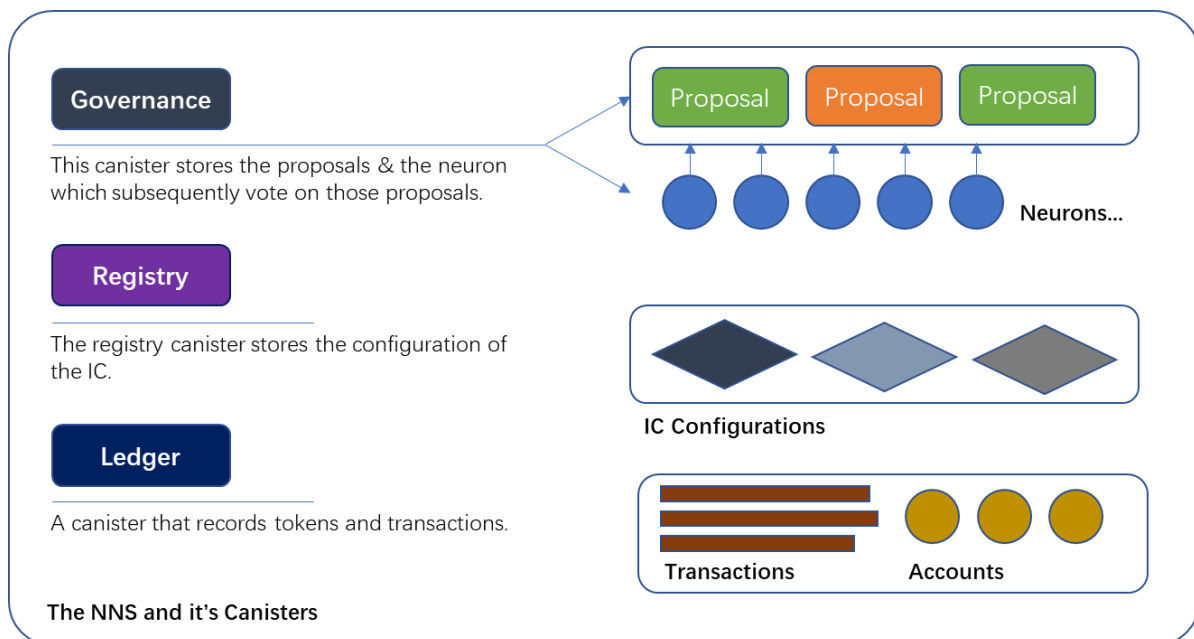 Governance
This canister stores the proposals & the neuron
which subsequently vote on those proposals.
Proposal
Proposal
Proposal
Neurons...
Registry
The registry canister stores the configuration of
the IC.
IC Configurations
Ledger
A canister that records tokens and transactions.
Transactions
Accounts
The NNS and it's Canisters